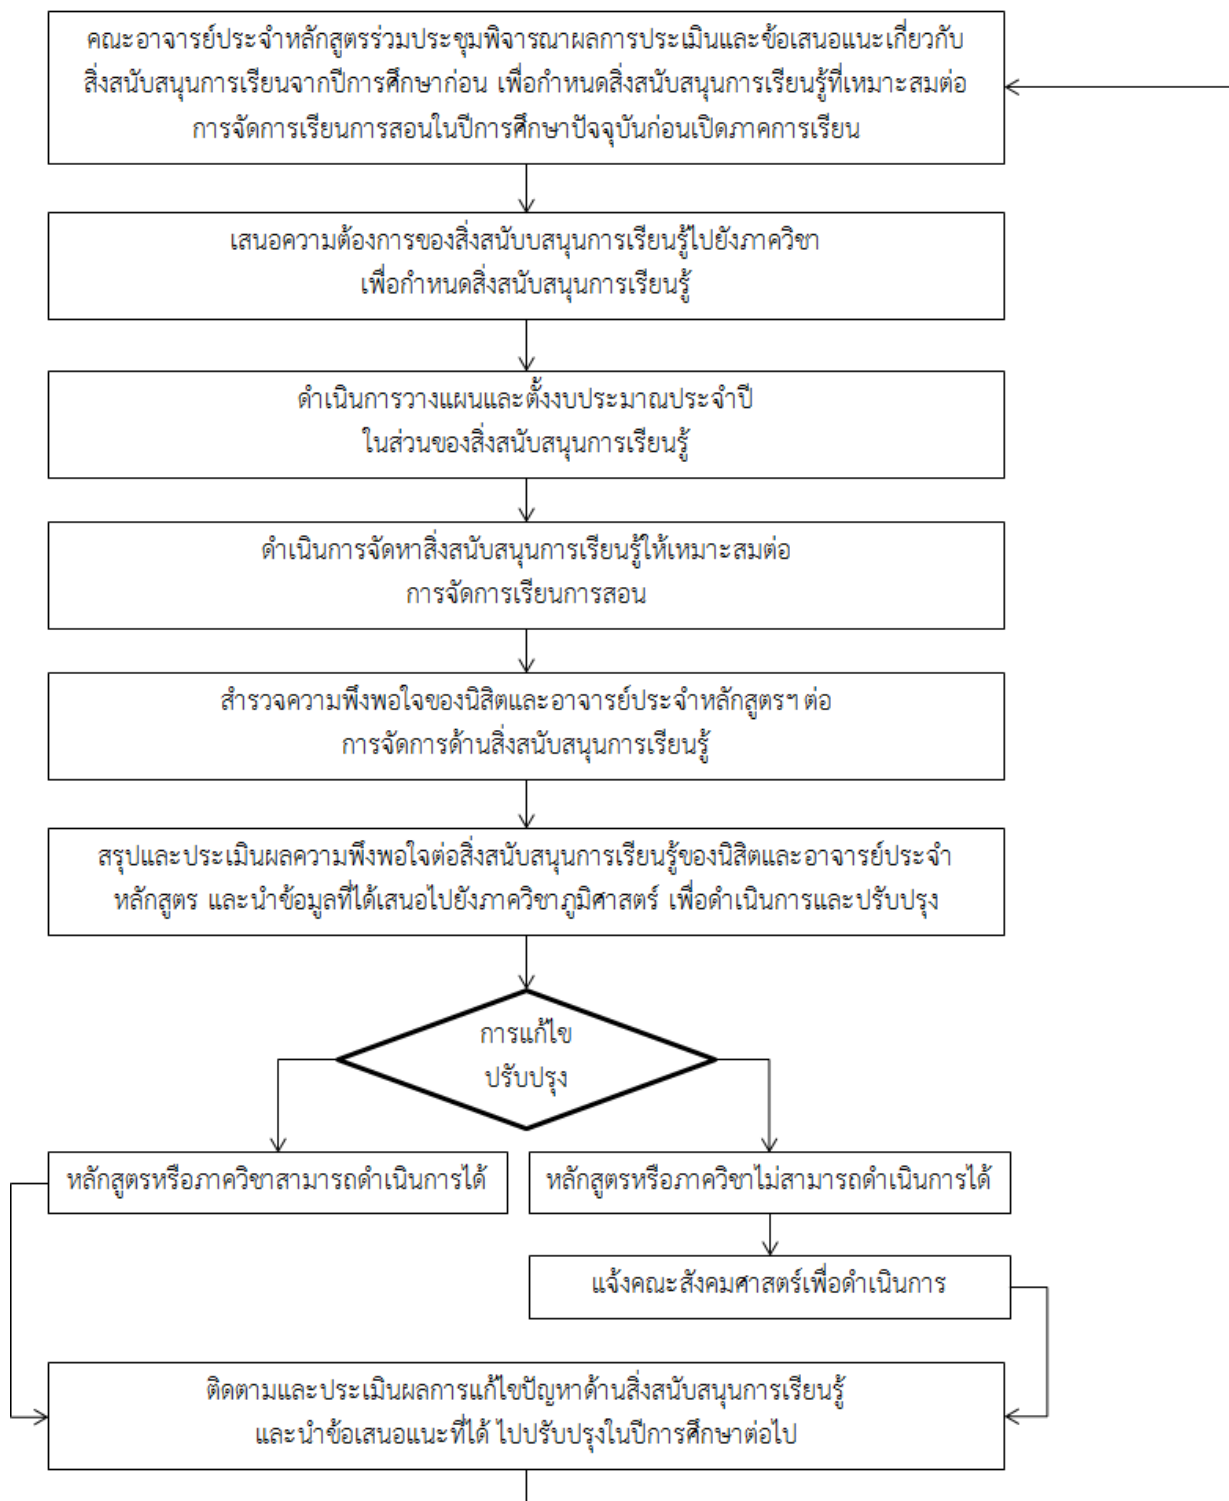 คณะอาจารย์ประจำหลักสูตรร่วมประชุมพิจารณาผลการประเมินและข้อเสนอแนะเกี่ยวกับ
สิ่งสนับสนุนการเรียนจากปีการศึกษาก่อน เพื่อกำหนดสิ่งสนับสนุนการเรียนรู้ที่เหมาะสมต่อ
การจัดการเรียนการสอนในปีการศึกษาปัจจุบันก่อนเปิดภาคการเรียน
เสนอความต้องการของสิ่งสนับบสนุนการเรียนรู้ไปยังภาควิชา
เพื่อกำหนดสิ่งสนับสนุนการเรียนรู้
ดำเนินการวางแผนและตั้งงบประมาณประจำปี
ในส่วนของสิ่งสนับสนุนการเรียนรู้
ดำเนินการจัดหาสิ่งสนับสนุนการเรียนรู้ให้เหมาะสมต่อ
การจัดการเรียนการสอน
สำรวจความพึงพอใจของนิสิตและอาจารย์ประจำหลักสูตรฯ ต่อ
การจัดการด้านสิ่งสนับสนุนการเรียนรู้
สรุปและประเมินผลความพึงพอใจต่อสิ่งสนับสนุนการเรียนรู้ของนิสิตและอาจารย์ประจำ
หลักสูตร และนำข้อมูลที่ได้เสนอไปยังภาควิชาภูมิศาสตร์ เพื่อดำเนินการและปรับปรุง
การแก้ไข
ปรับปรุง
หลักสูตรหรือภาควิชาสามารถดำเนินการได้
หลักสูตรหรือภาควิชาไม่สามารถดำเนินการได้
แจ้งคณะสังคมศาสตร์เพื่อดำเนินการ
ติดตามและประเมินผลการแก้ไขปัญหาด้านสิ่งสนับสนุนการเรียนรู้
และนำข้อเสนอแนะที่ได้ ไปปรับปรุงในปีการศึกษาต่อไป